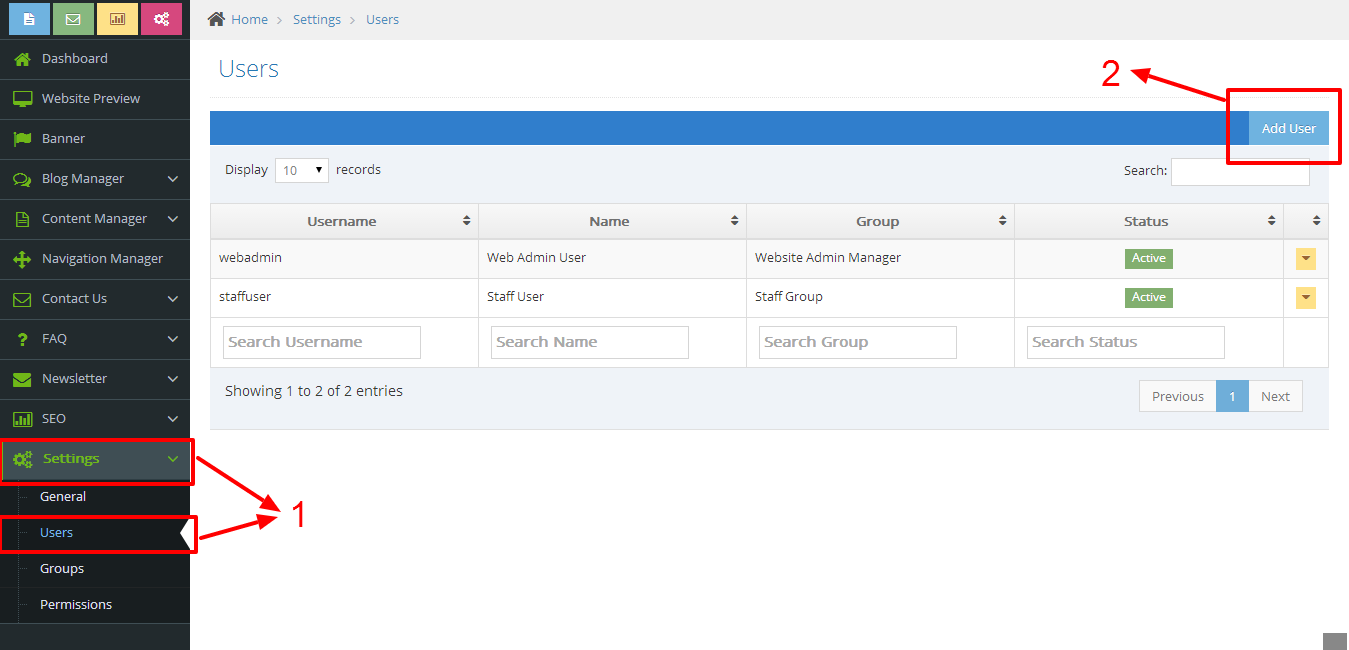 Home > Settings > Users
Dashboard
Website Preview
Banner
Blog Manager
Content Manager
Navigation Manager
Contact Us
FAQ
Newsletter
SEO
Settings
General
Users
Groups
Permissions
1
Users
2
Add User
Display 10 records Search:
Username Name Group Status
webadmin Web Admin User Website Admin Manager Active
staffuser Staff User Staff Group Active
Search Username Search Name Search Group Search Status
Showing 1 to 2 of 2 entries
Previous 1 Next